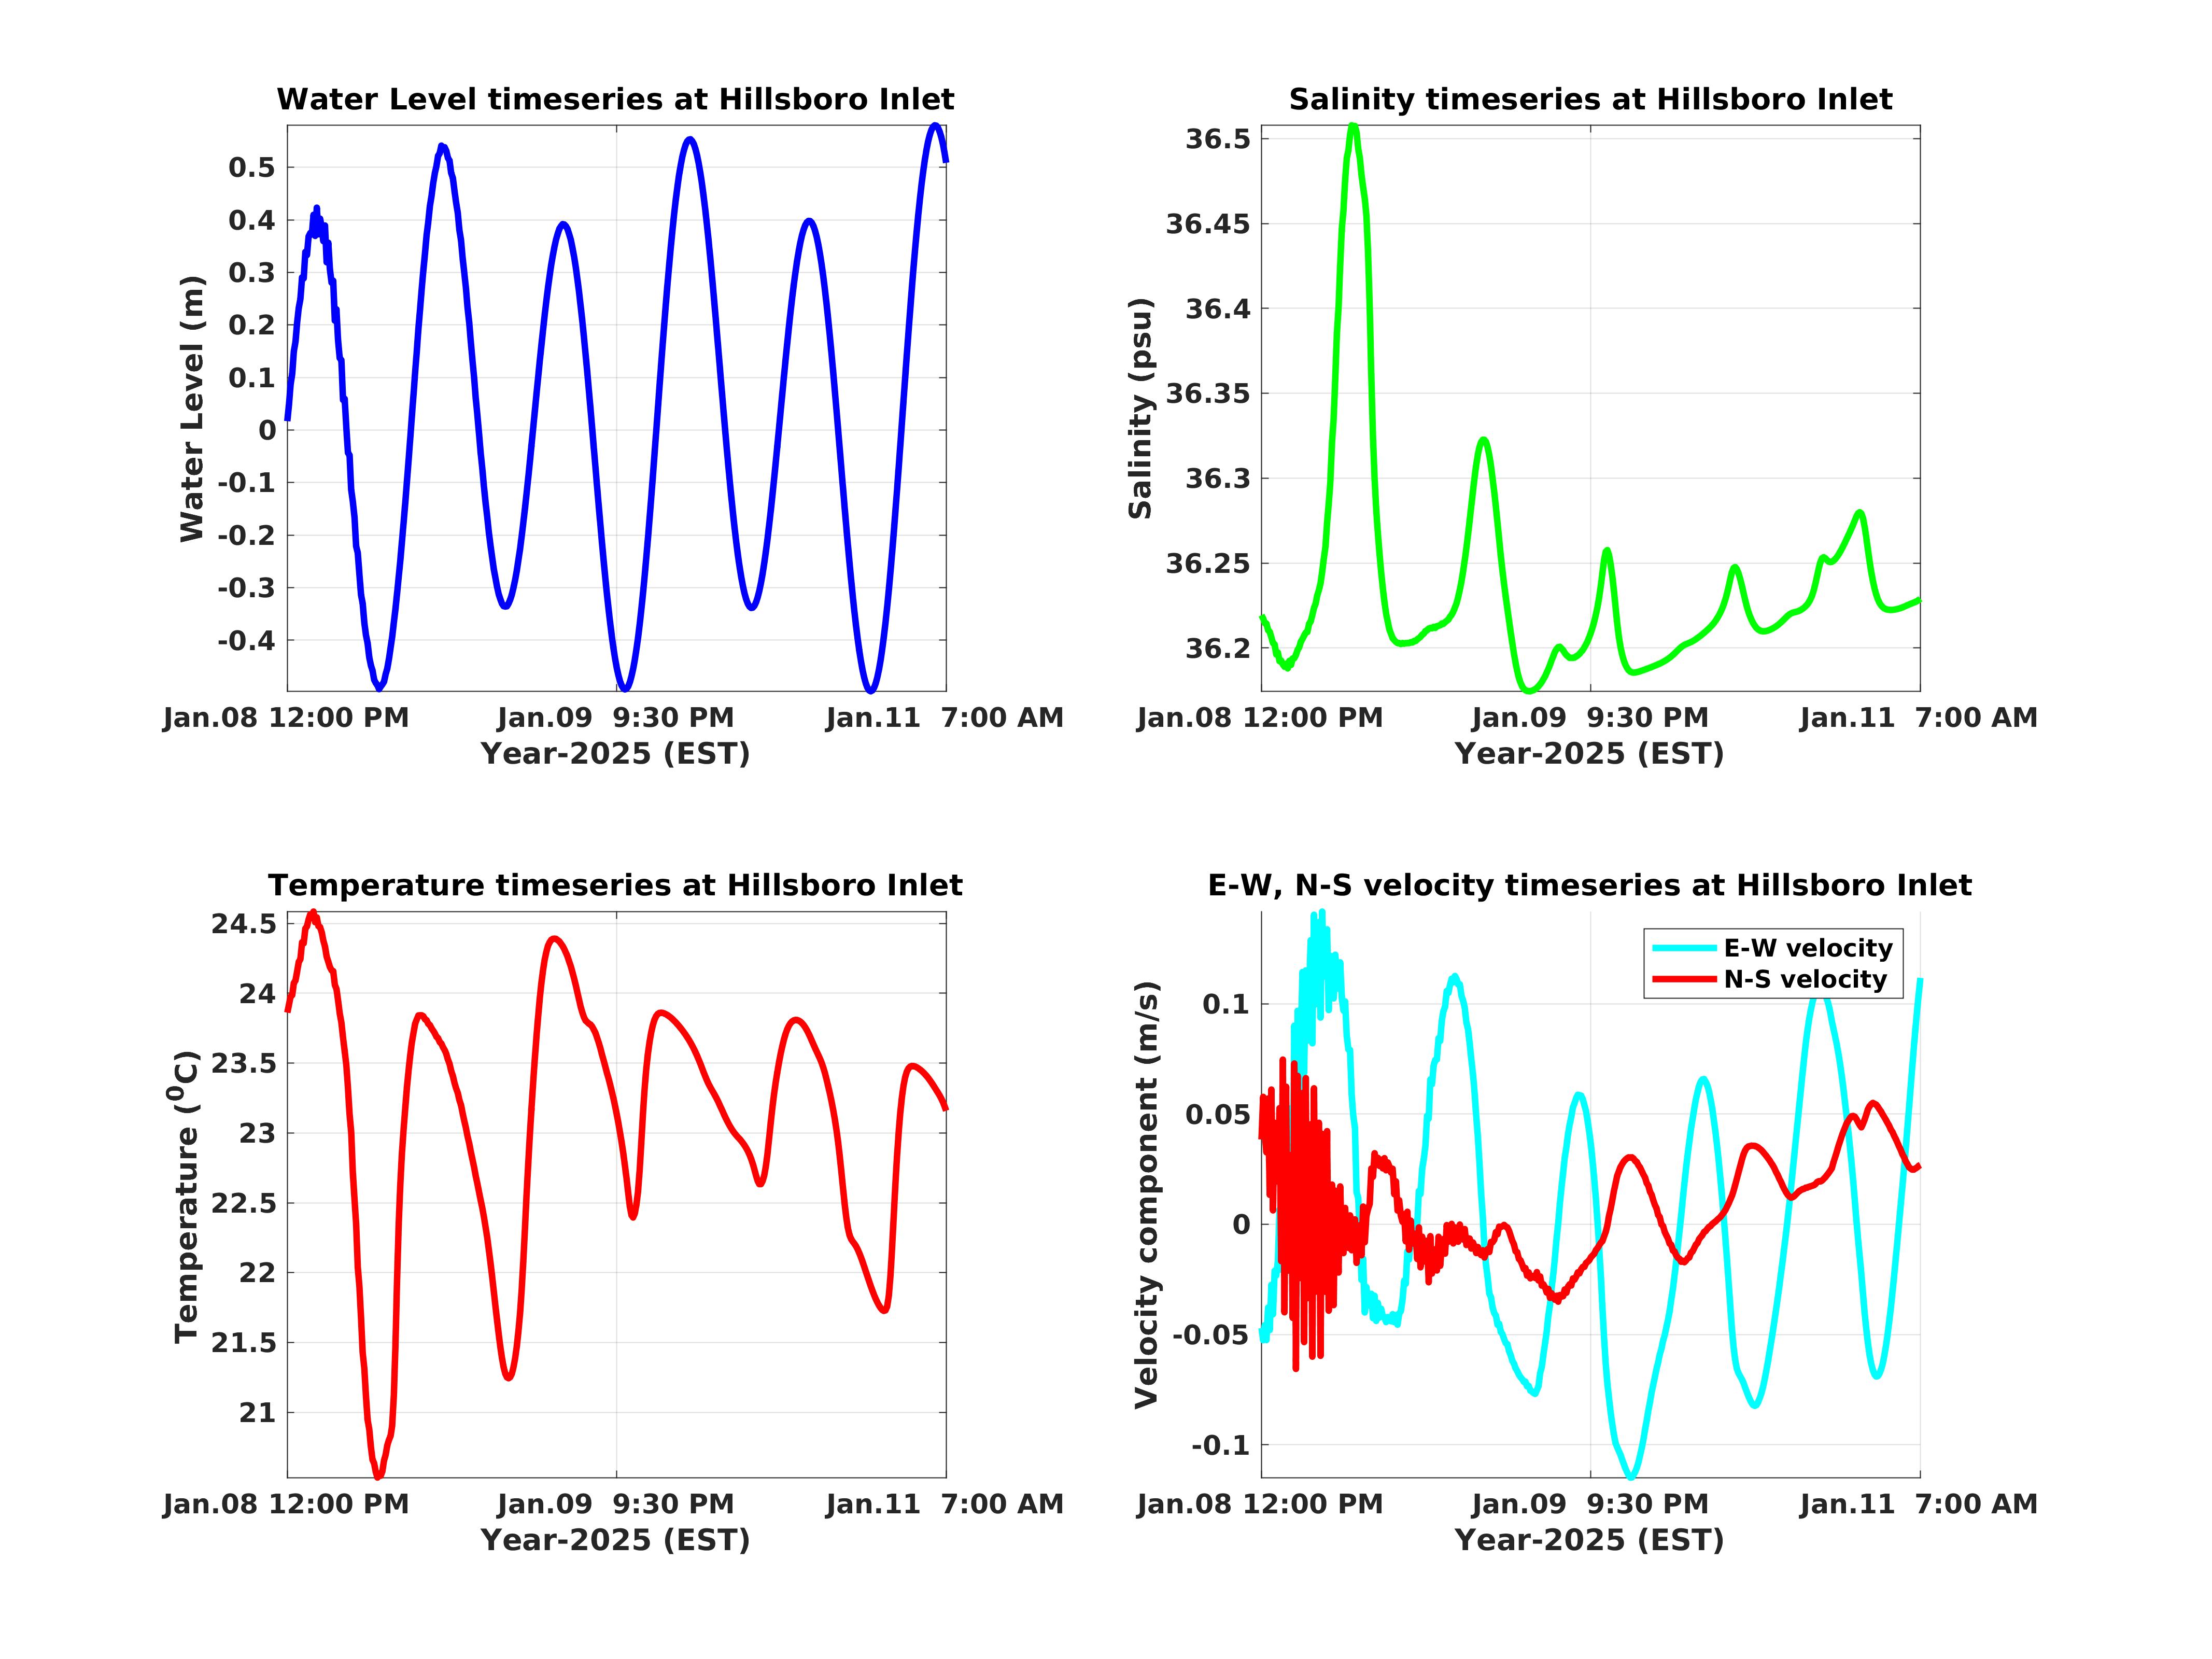 Water Level timeseries at Hillsboro Inlet
Water Level (m)
0.5
0.4
0.3
0.2
0.1
0
-0.1
-0.2
-0.3
-0.4
Jan.08 12:00 PM
Jan.09  9:30 PM
Jan.11  7:00 AM
Year-2025 (EST)
Salinity timeseries at Hillsboro Inlet
Salinity (psu)
36.5
36.45
36.4
36.35
36.3
36.25
36.2
Jan.08 12:00 PM
Jan.09  9:30 PM
Jan.11  7:00 AM
Year-2025 (EST)
Temperature timeseries at Hillsboro Inlet
Temperature (⁰C)
24.5
24
23.5
23
22.5
22
21.5
21
Jan.08 12:00 PM
Jan.09  9:30 PM
Jan.11  7:00 AM
Year-2025 (EST)
E-W, N-S velocity timeseries at Hillsboro Inlet
Velocity component (m/s)
E-W velocity
N-S velocity
0.1
0.05
0
-0.05
-0.1
Jan.08 12:00 PM
Jan.09  9:30 PM
Jan.11  7:00 AM
Year-2025 (EST)